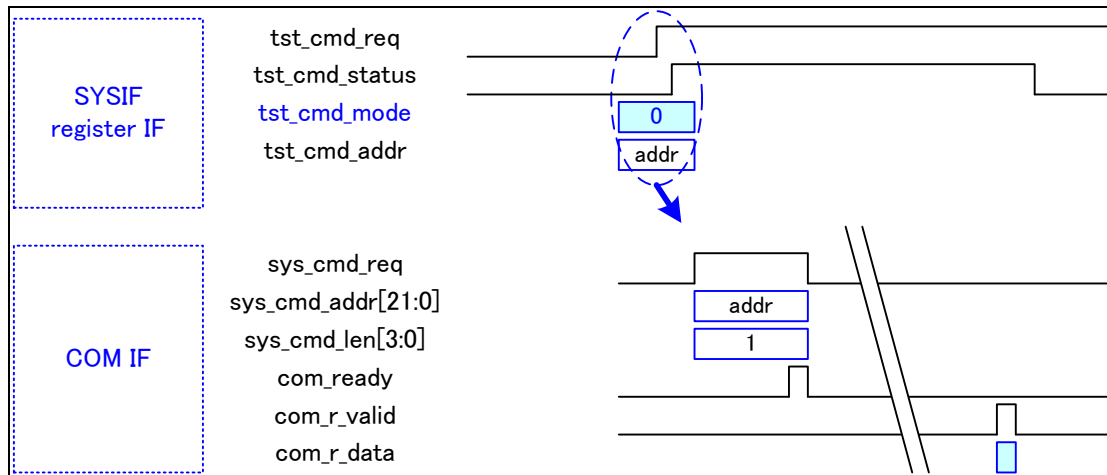 SYSIF
register IF
tst_cmd_req
tst_cmd_status
tst_cmd_mode
0
tst_cmd_addr
addr
COM IF
sys_cmd_req
sys_cmd_addr[21:0]
addr
sys_cmd_len[3:0]
1
com_ready
com_r_valid
com_r_data